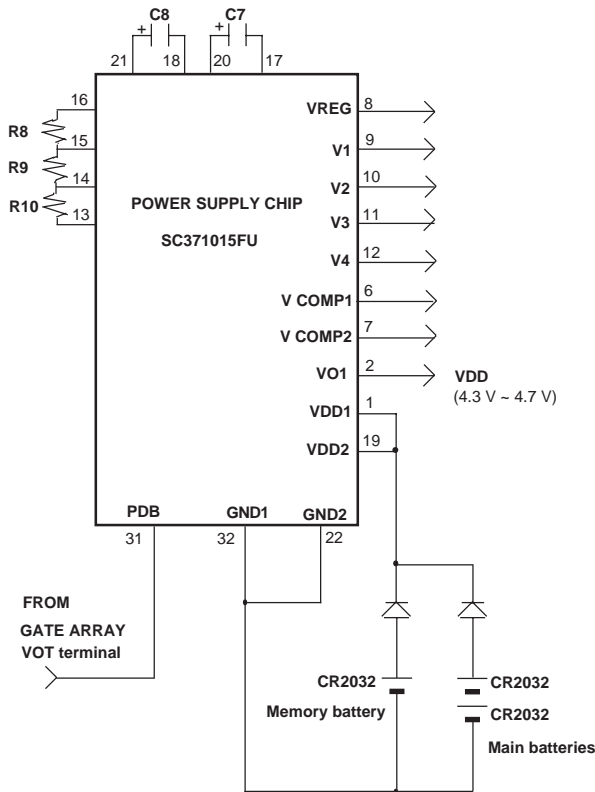 C8
C7
+
+
21
18
20
17
16
R8
15
R9
14
R10
13
POWER SUPPLY CHIP
SC371015FU
VREG 8
V1 9
V2 10
V3 11
V4 12
V COMP1 6
V COMP2 7
VO1 2
VDD
(4.3 V ~ 4.7 V)
VDD1 1
VDD2 19
PDB
GND1
GND2
31
32
22
FROM
GATE ARRAY
VOT terminal
CR2032
Memory battery
CR2032
CR2032
Main batteries